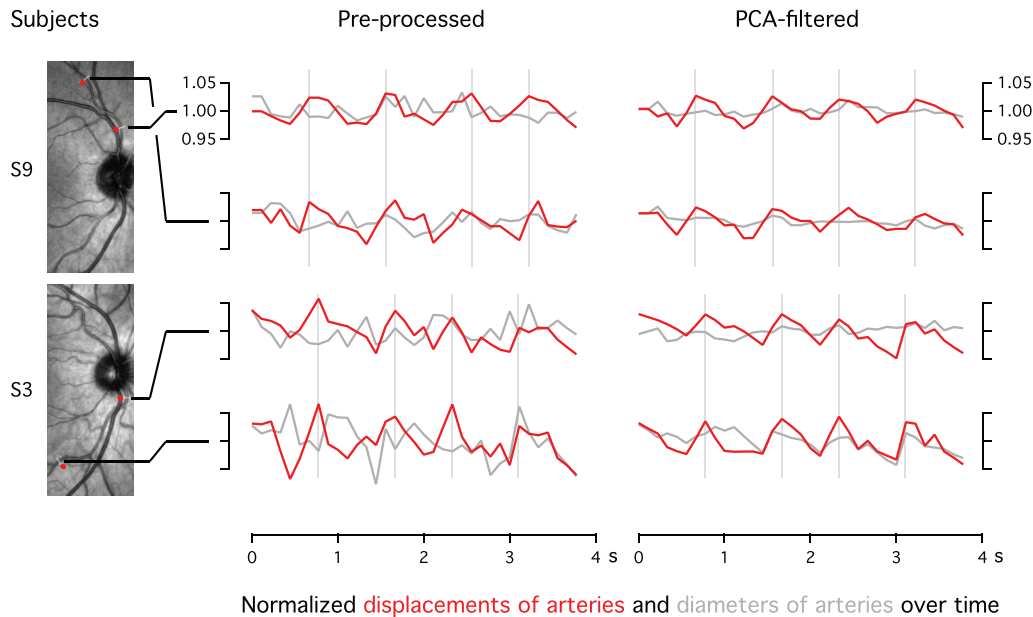 Subjects Pre-processed PCA-filtered
1.05 1.05
1.00 1.00
0.95 0.95
S9
S3
0 1 2 3 4 s 0 1 2 3 4 s
Normalized displacements of arteries and diameters of arteries over time